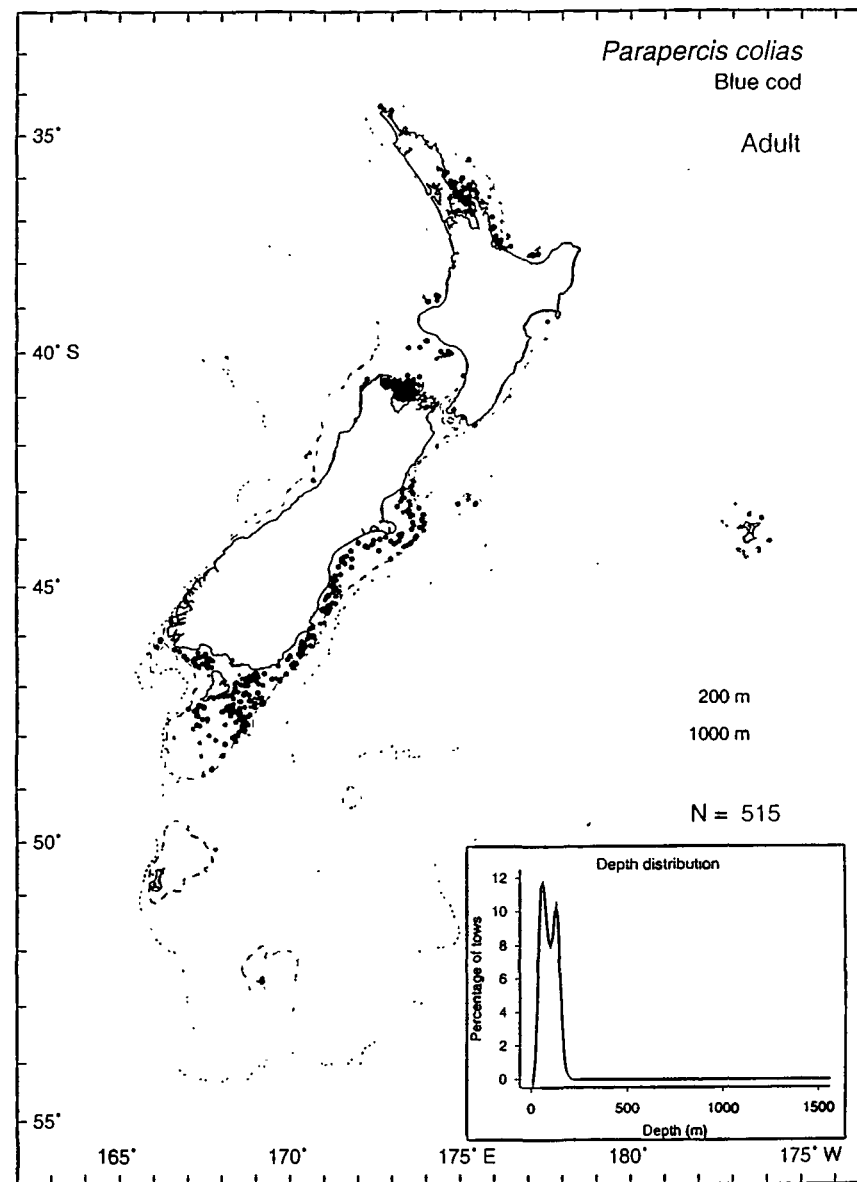 Parapercis colias
Blue cod
Adult
35°
40° S
45°
200 m
1000 m
N = 515
50°
Depth distribution
12
10
8
6
4
2
0
Percentage of tows
0 500 1000 1500
Depth (m)
55°
165° 170° 175° E 180° 175° W